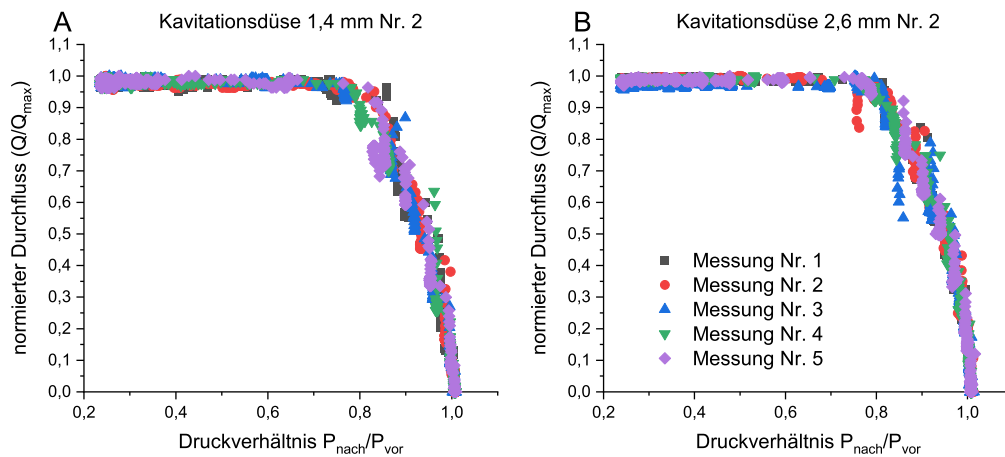 A
Kavitationsdüse 1,4 mm Nr. 2
1,1
1,0
0,9
0,8
0,7
0,6
0,5
0,4
0,3
0,2
0,1
0,0
normierter Durchfluss (Q/Qmax)
0,2
0,4
0,6
0,8
1,0
Druckverhältnis Pnach/Pvor
B
Kavitationsdüse 2,6 mm Nr. 2
1,1
1,0
0,9
0,8
0,7
0,6
0,5
0,4
0,3
0,2
0,1
0,0
normierter Durchfluss (Q/Qmax)
Messung Nr. 1
Messung Nr. 2
Messung Nr. 3
Messung Nr. 4
Messung Nr. 5
0,2
0,4
0,6
0,8
1,0
Druckverhältnis Pnach/Pvor